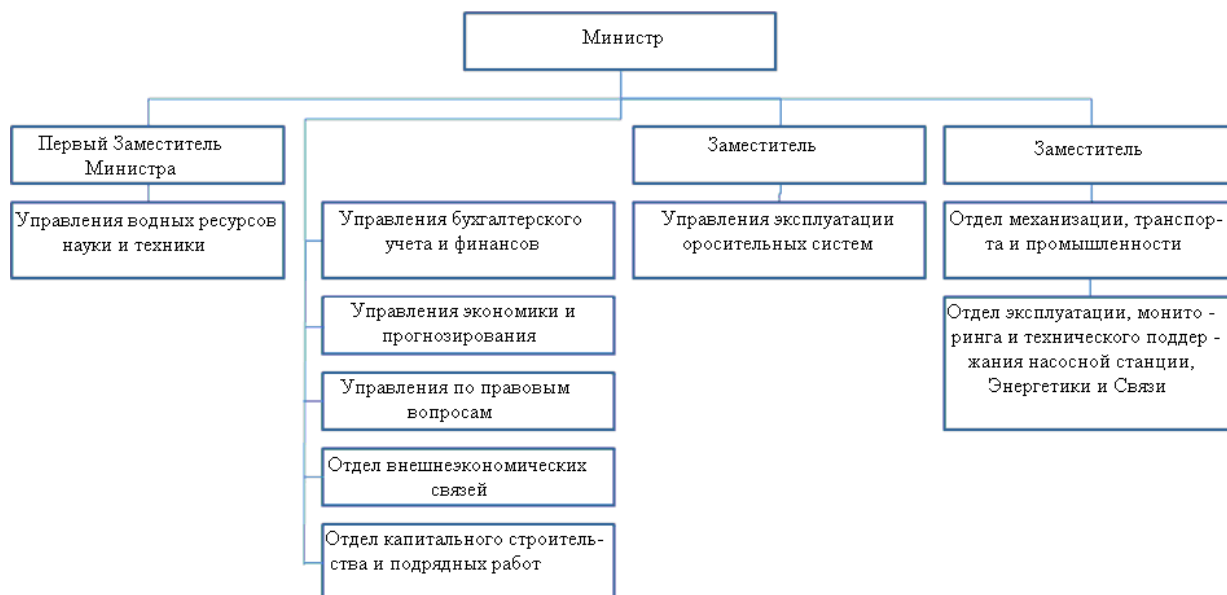 Министр
Первый Заместитель
Министра
Заместитель
Заместитель
Управления водных ресурсов
науки и техники
Управления бухгалтерского
учета и финансов
Управления эксплуатации
оросительных систем
Отдел механизации, транспор-
та и промышленности
Управления экономики и
прогнозирования
Отдел эксплуатации, монито -
ринга и технического поддер -
жания насосной станции,
Энергетики и Связи
Управления по правовым
вопросам
Отдел внешнеэкономических
связей
Отдел капитального строитель-
ства и подрядных работ